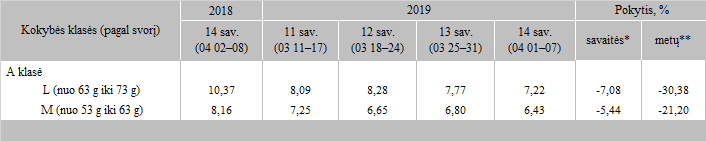 Kokybės klasės (pagal svorį) 2018 2019 Pokytis, %
14 sav. (04 02–08) 11 sav. (03 11–17) 12 sav. (03 18–24) 13 sav. (03 25–31) 14 sav. (04 01–07) savaitės* metų**
A klasė
L (nuo 63 g iki 73 g) 10,37 8,09 8,28 7,77 7,22 -7,08 -30,38
M (nuo 53 g iki 63 g) 8,16 7,25 6,65 6,80 6,43 -5,44 -21,20